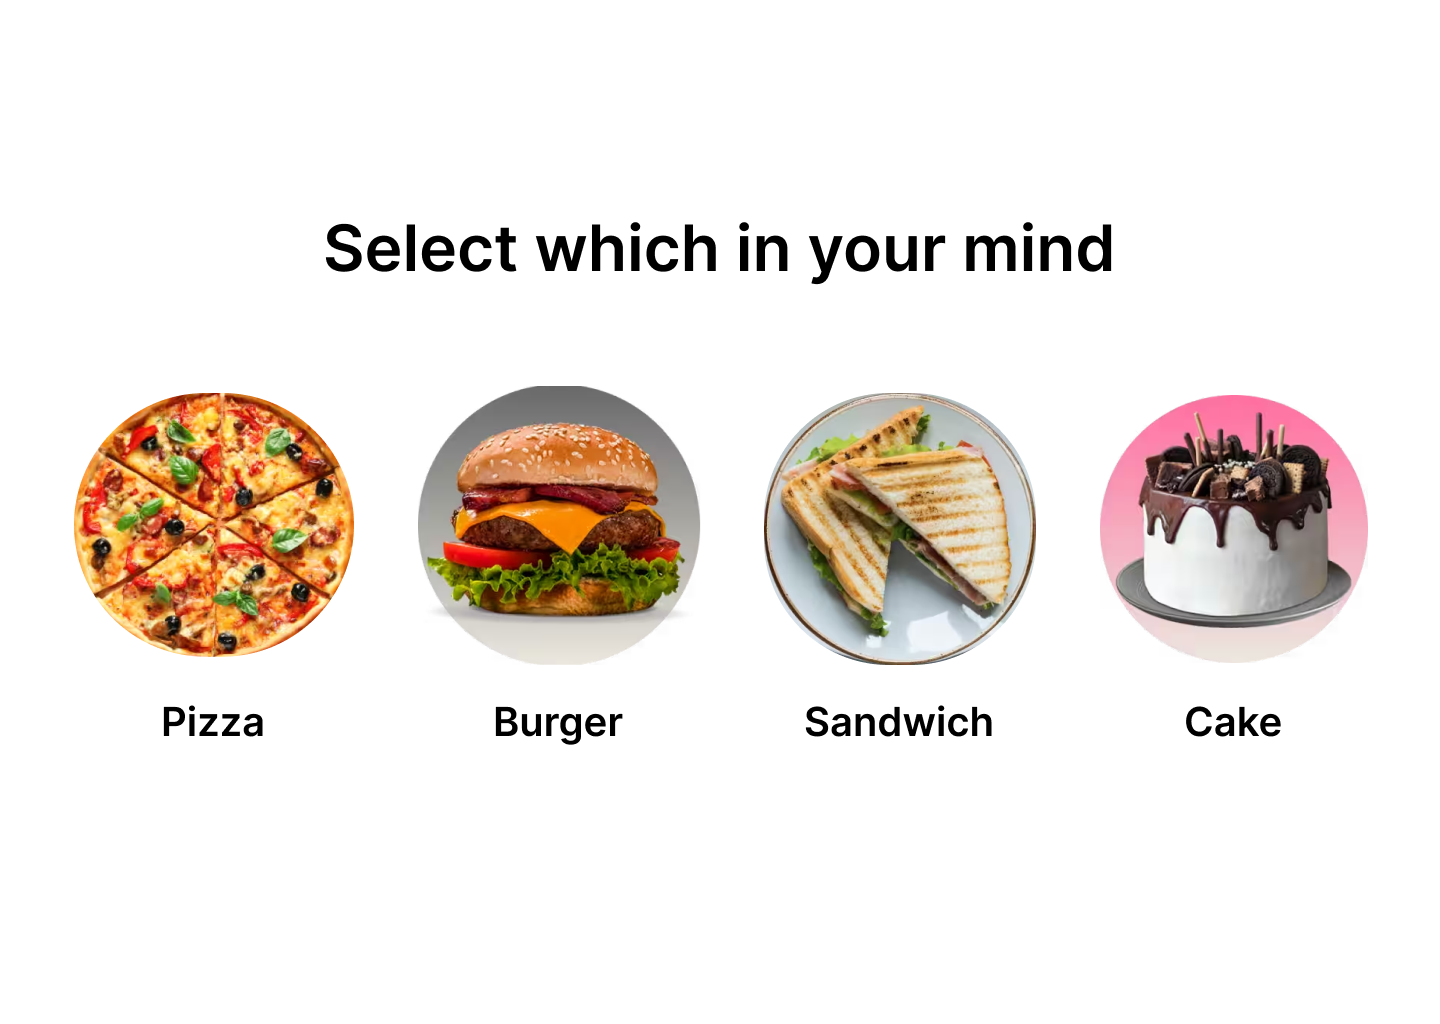 Select which in your mind
Pizza
Burger
Sandwich
Cake